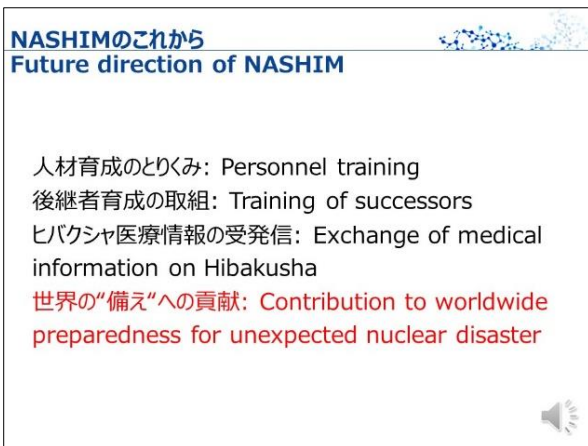 NASHIMのこれから
Future direction of NASHIM
人材育成のとりくみ: Personnel training
後継者育成の取組: Training of successors
ヒバクシャ医療情報の受発信: Exchange of medical
information on Hibakusha
世界の“備え“への貢献: Contribution to worldwide
preparedness for unexpected nuclear disaster